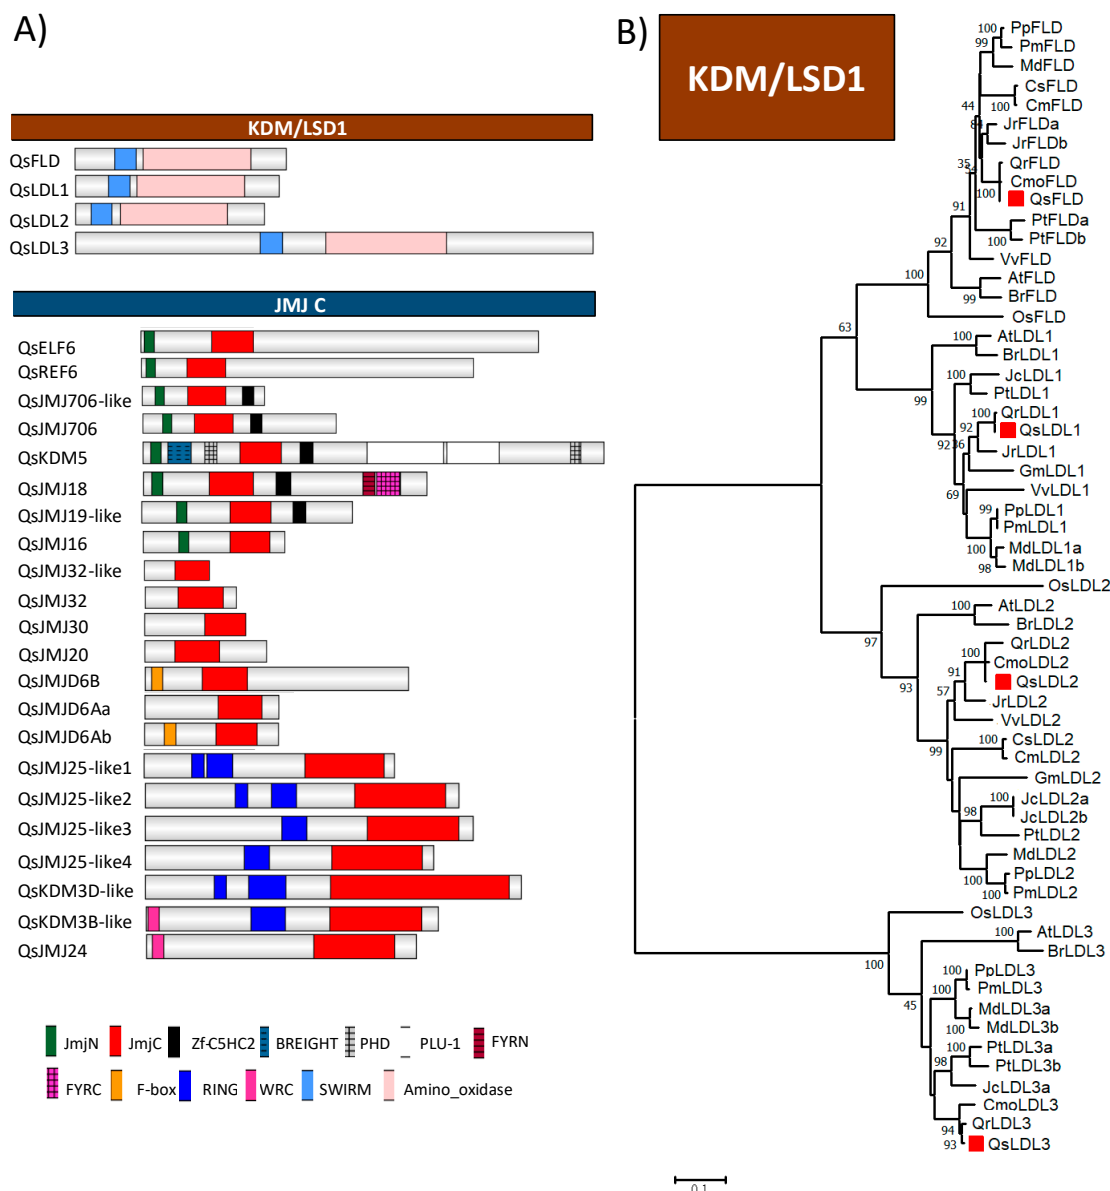 A)
KDM/LSD1
QsFLD
QsLDL1
QsLDL2
QsLDL3
JMJ C
QsELF6
QsREF6
QsJMJ706-like
QsJMJ706
QsKDM5
QsJMJ18
QsJMJ19-like
QsJMJ16
QsJMJ32-like
QsJMJ32
QsJMJ30
QsJMJ20
QsJMJD6B
QsJMJD6Aa
QsJMJD6Ab
QsJMJ25-like1
QsJMJ25-like2
QsJMJ25-like3
QsJMJ25-like4
QsKDM3D-like
QsKDM3B-like
QsJMJ24
JmjN JmjC Zf-C5HC2 BREIGHT PHD PLU-1 FYRN
FYRC F-box RING WRC SWIRM Amino_oxidase
B)
KDM/LSD1
100 PpFLD
99 PmFLD
MdFLD
CsFLD
44 100 CmFLD
JrFLDa
JrFLDb
35 QrFLD
CmoFLD
100 QsFLD
91 PtFLDa
100 PtFLDb
92 VvFLD
100 AtFLD
99 BrFLD
OsFLD
63 100 AtLDL1
BrLDL1
100 JcLDL1
99 PtLDL1
100 QrLDL1
92 QsLDL1
92 36 JrLDL1
GmLDL1
69 VvLDL1
99 PpLDL1
PmLDL1
100 MdLDL1a
98 MdLDL1b
OsLDL2
100 AtLDL2
BrLDL2
97 QrLDL2
100 CmoLDL2
91 QsLDL2
93 57 JrLDL2
VvLDL2
99 100 CsLDL2
CmLDL2
GmLDL2
100 JcLDL2a
98 JcLDL2b
PtLDL2
MdLDL2
100 PpLDL2
100 PmLDL2
OsLDL3
100 AtLDL3
100 BrLDL3
100 PpLDL3
100 PmLDL3
45 MdLDL3a
100 MdLDL3b
100 PtLDL3a
98 PtLDL3b
JcLDL3a
CmoLDL3
94 QrLDL3
93 QsLDL3
0.1